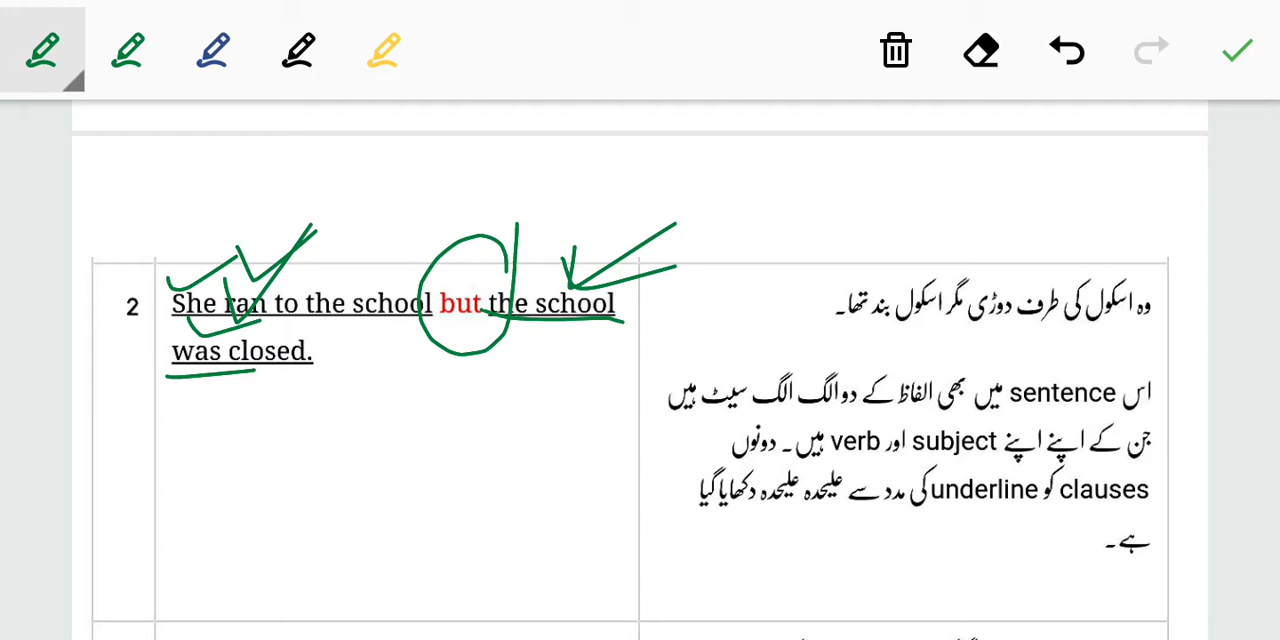 2
She ran to the school but the school
was closed.
وہ اسکول کی طرف دوڑی مگر اسکول بند تھا۔
اس sentence میں بھی الفاظ کے دو الگ الگ سیٹ ہیں
جن کے اپنے اپنے subject اور verb ہیں۔ دونوں
clauses کو underline کی مدد سے علیحدہ علیحدہ دکھایا گیا
ہے۔